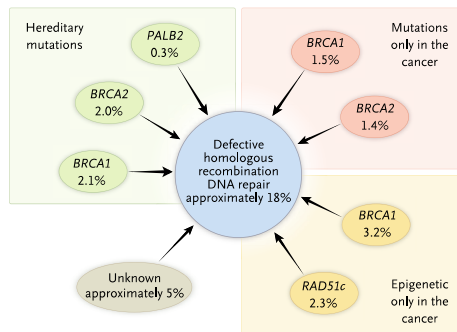 Hereditary
mutations
PALB2
0.3%
BRCA2
2.0%
BRCA1
2.1%
Mutations
only in the
cancer
BRCA1
1.5%
BRCA2
1.4%
Defective
homologous
recombination
DNA repair
approximately 18%
Unknown
approximately 5%
BRCA1
3.2%
RAD51c
2.3%
Epigenetic
only in the
cancer